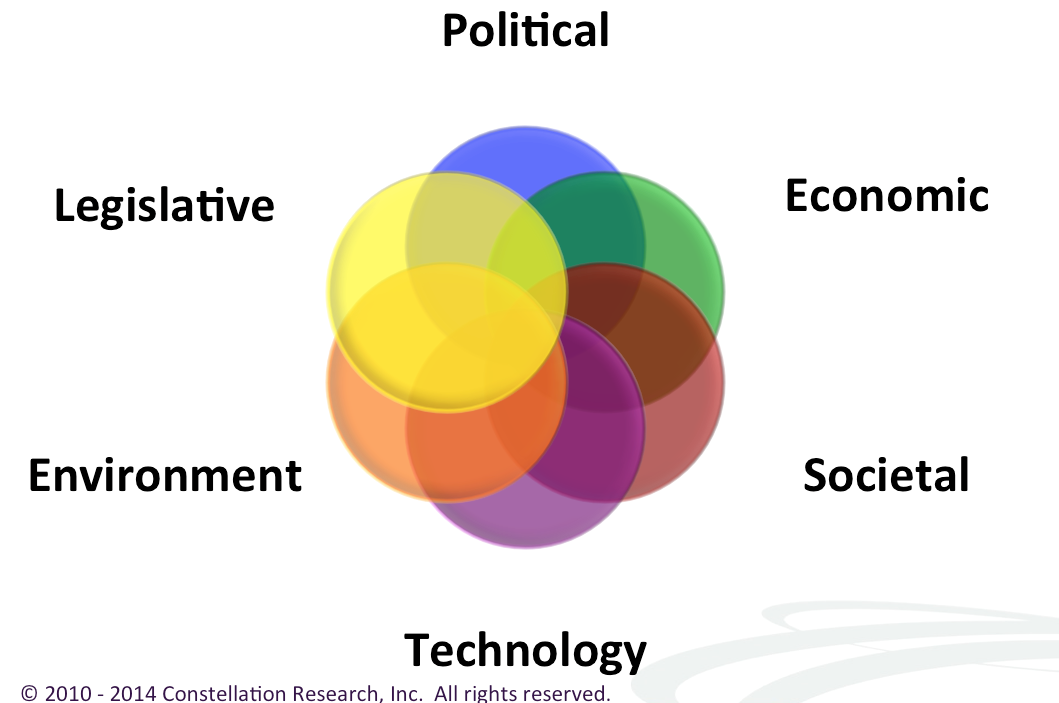 Political
Legislative
Economic
Environment
Societal
Technology
© 2010 - 2014 Constellation Research, Inc.  All rights reserved.